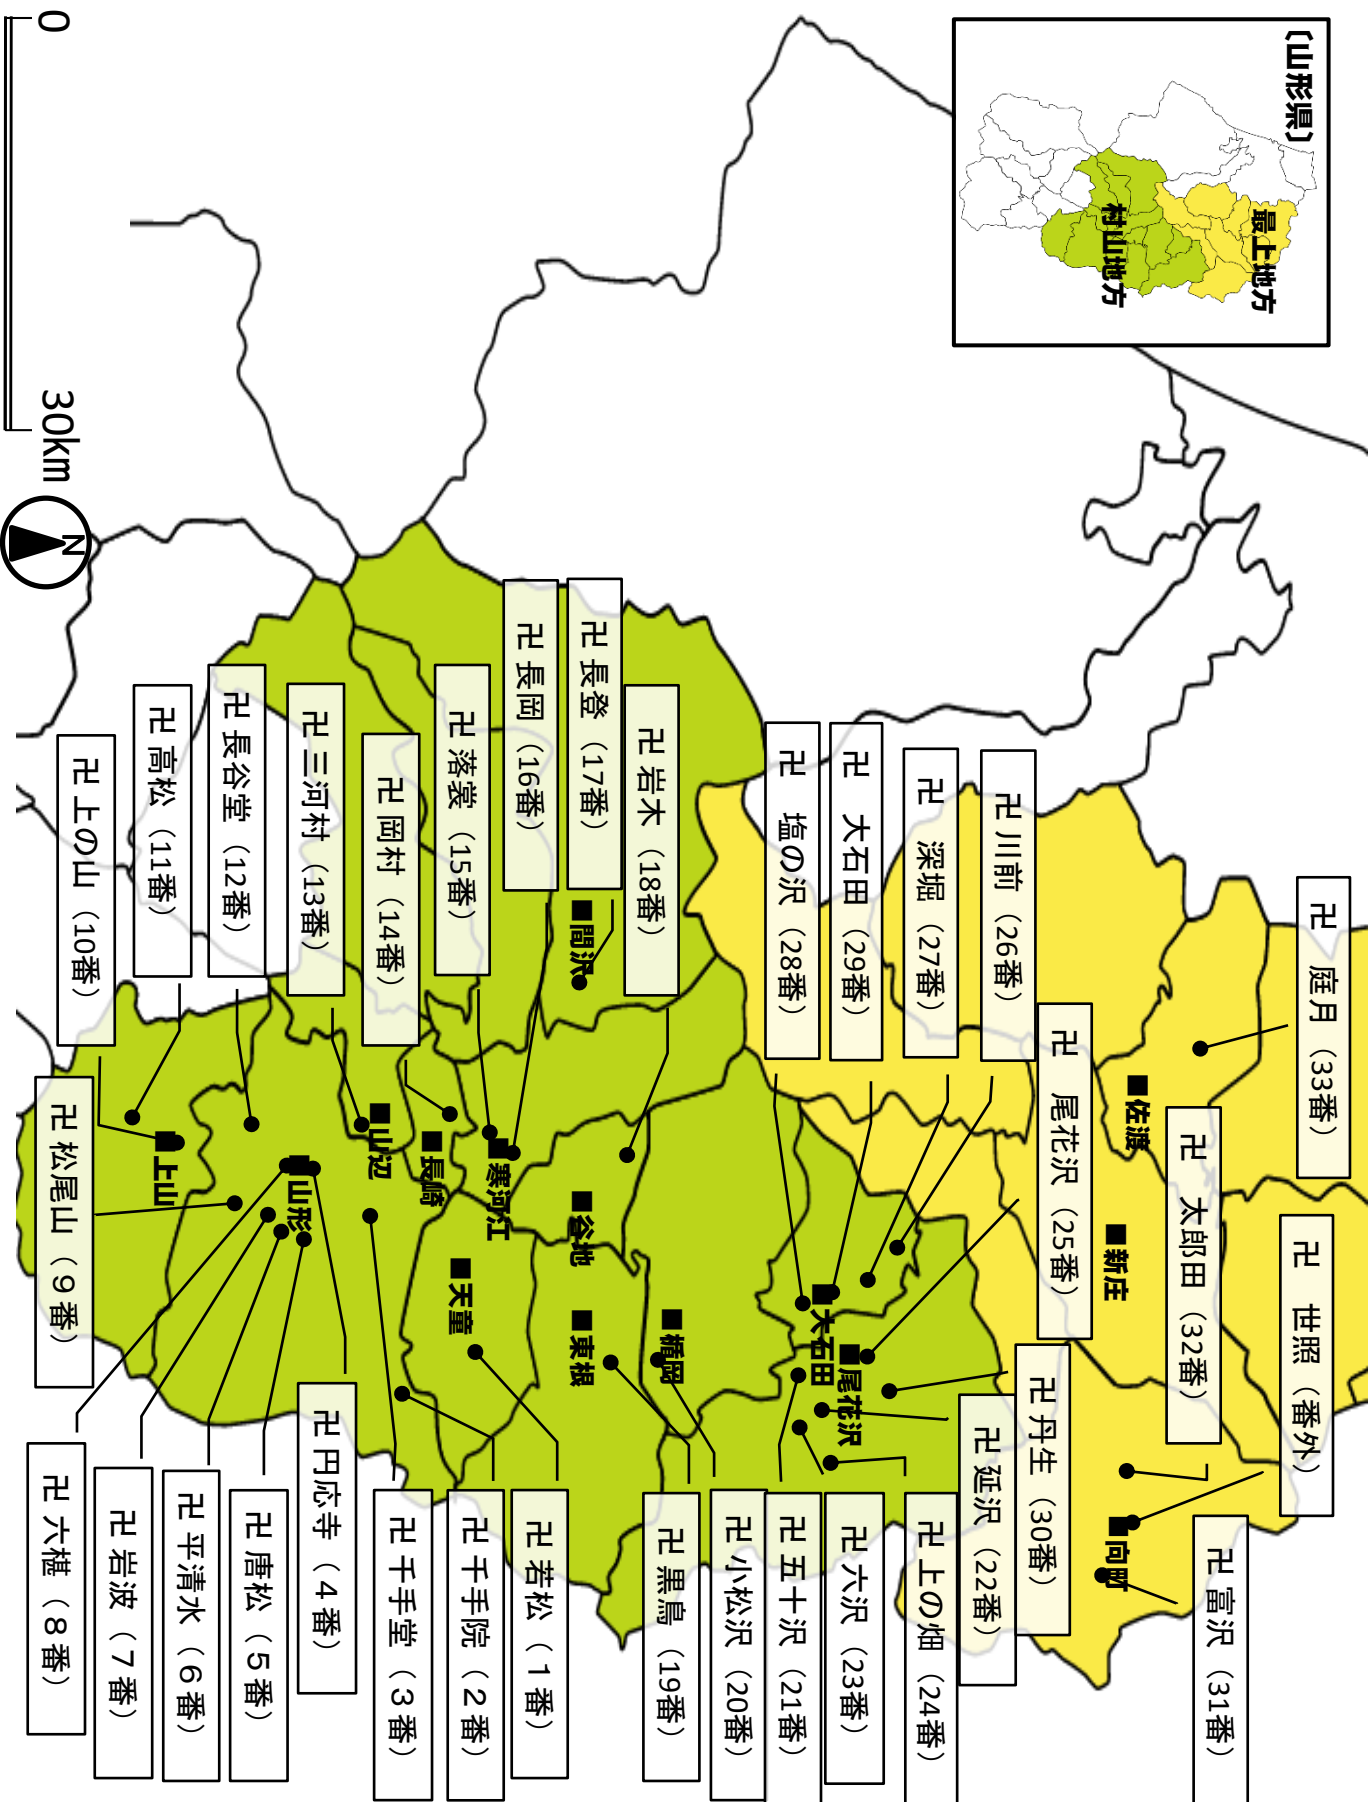 〔山形県〕
最上地方
村山地方
0
30km
N
卍 庭月（33番）
卍 世照（番外）
卍 太郎田（32番）
卍 富沢（31番）
卍 尾花沢（25番）
卍 丹生（30番）
卍 川前（26番）
卍 延沢（22番）
卍 深堀（27番）
卍 上の畑（24番）
卍 大石田（29番）
卍 六沢（23番）
卍 塩の沢（28番）
卍 五十沢（21番）
卍 小松沢（20番）
卍 岩木（18番）
卍 黒鳥（19番）
卍 長登（17番）
卍 長岡（16番）
卍 若松（１番）
卍 落裳（15番）
卍 千手院（２番）
卍 岡村（14番）
卍 千手堂（３番）
卍 三河村（13番）
卍 円応寺（４番）
卍 長谷堂（12番）
卍 唐松（５番）
卍 高松（11番）
卍 平清水（６番）
卍 上の山（10番）
卍 岩波（７番）
卍 松尾山（９番）
卍 六椹（８番）
■佐渡
■新庄
■向町
■尾花沢
■大石田
■楯岡
■間沢
■谷地
■東根
■寒河江
■天童
■長崎
■山辺
■山形
■上山